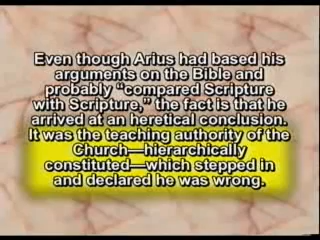 Even though Arius had based his
arguments on the Bible and
probably “compared Scripture
with Scripture,” the fact is that he
arrived at an heretical conclusion.
It was the teaching authority of the
Church—hierarchically
constituted—which stepped in
and declared he was wrong.